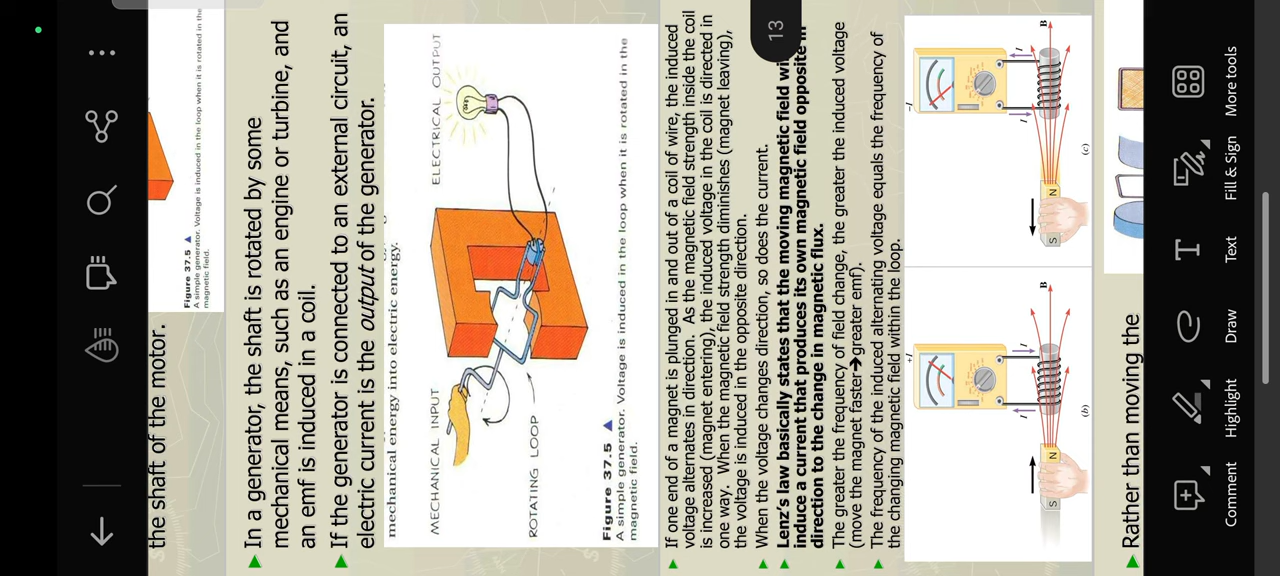 the shaft of the motor.
Figure 37.5 ▲
A simple generator. Voltage is induced in the loop when it is rotated in the
magnetic field.
In a generator, the shaft is rotated by some
mechanical means, such as an engine or turbine, and
an emf is induced in a coil.
If the generator is connected to an external circuit, an
electric current is the output of the generator.
mechanical energy into electric energy.
MECHANICAL INPUT
ELECTRICAL OUTPUT
ROTATING LOOP
Figure 37.5 ▲
A simple generator. Voltage is induced in the loop when it is rotated in the
magnetic field.
13
If one end of a magnet is plunged in and out of a coil of wire, the induced
voltage alternates in direction. As the magnetic field strength inside the coil
is increased (magnet entering), the induced voltage in the coil is directed in
one way. When the magnetic field strength diminishes (magnet leaving),
the voltage is induced in the opposite direction.
When the voltage changes direction, so does the current.
Lenz's law basically states that the moving magnetic field
induce a current that produces its own magnetic field opposite
direction to the change in magnetic flux.
The greater the frequency of field change, the greater the induced voltage
(move the magnet faster→greater emf).
The frequency of the induced alternating voltage equals the frequency of
the changing magnetic field within the loop.
+I
I
I
B
S
N
(b)
−I
I
I
B
S
N
(c)
Rather than moving the
Comment
Highlight
Draw
Text
Fill & Sign
More tools